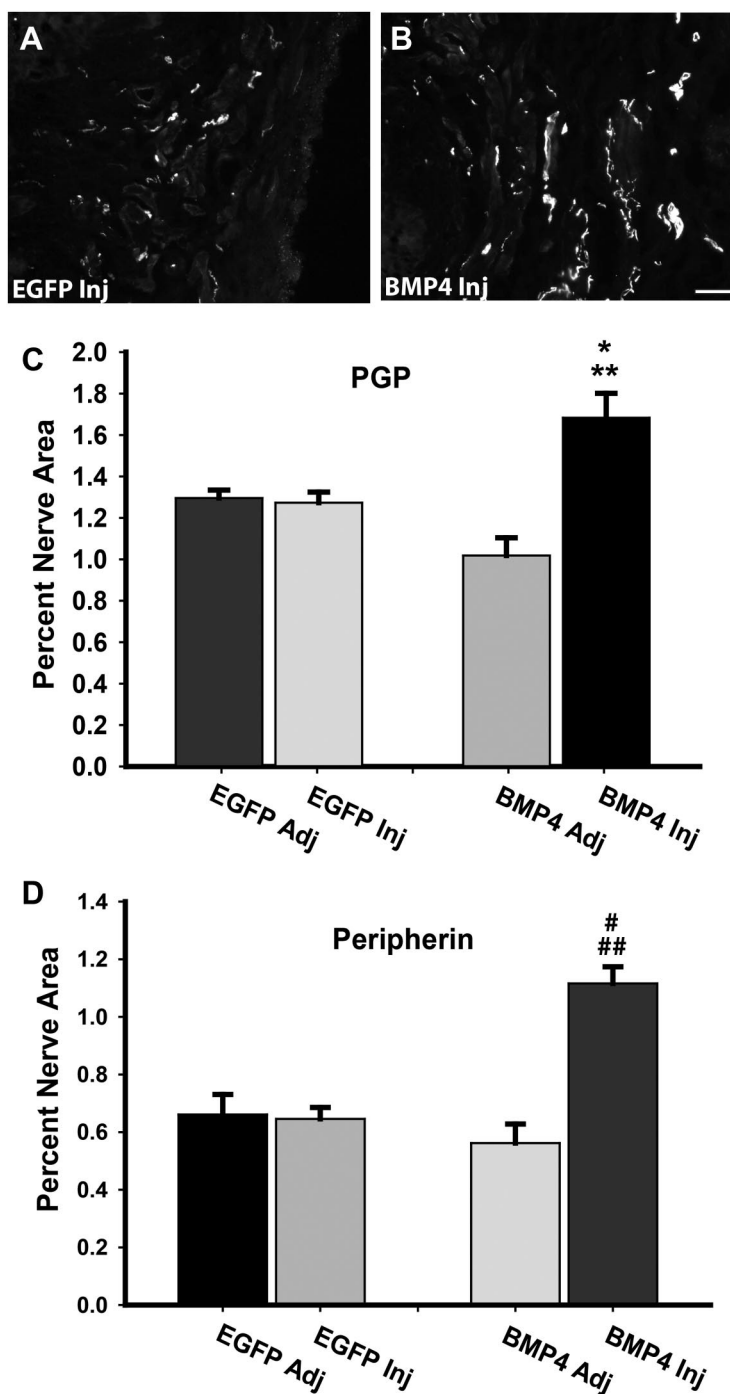 A
B
EGFP Inj
BMP4 Inj
C
PGP
Percent Nerve Area
2.0
1.8
1.6
1.4
1.2
1.0
0.8
0.6
0.4
0.2
0.0
*
**
EGFP Adj
EGFP Inj
BMP4 Adj
BMP4 Inj
D
Peripherin
Percent Nerve Area
1.4
1.2
1.0
0.8
0.6
0.4
0.2
0.0
#
##
EGFP Adj
EGFP Inj
BMP4 Adj
BMP4 Inj